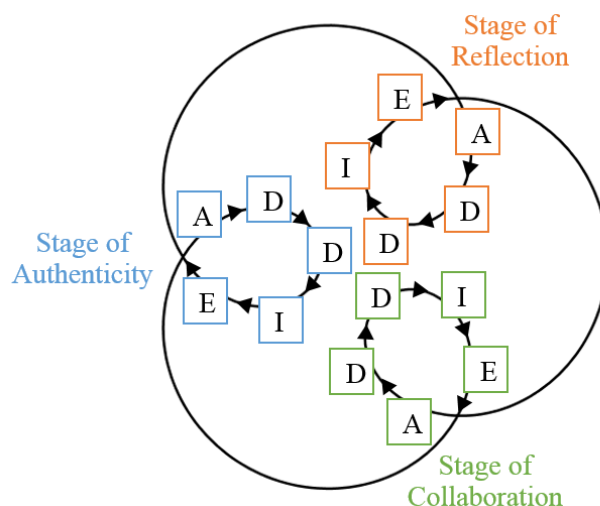 Stage of
Reflection
E
A
I
D
D
Stage of
Authenticity
A
D
D
I
E
D
I
E
A
D
Stage of
Collaboration